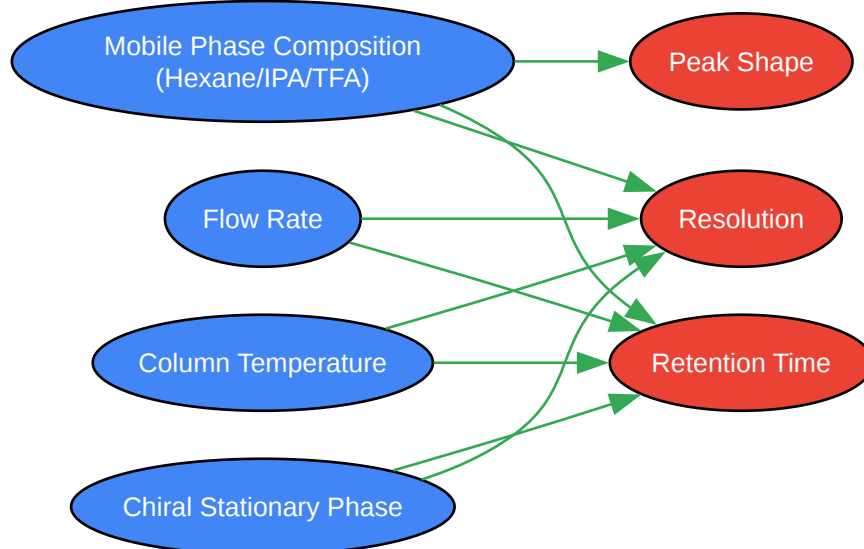 Mobile Phase Composition
(Hexane/IPA/TFA)
Peak Shape
Flow Rate
Resolution
Column Temperature
Retention Time
Chiral Stationary Phase